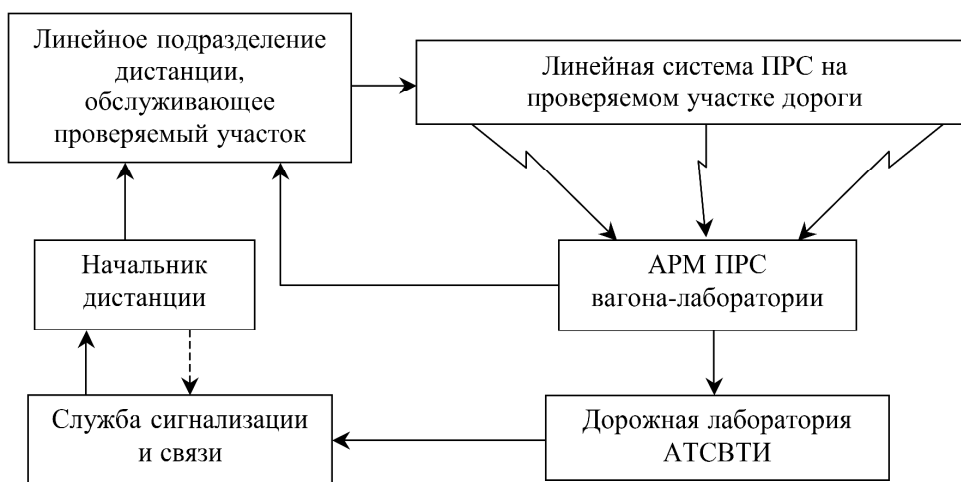 Линейное подразделение
дистанции,
обслуживающее
проверяемый участок
Линейная система ПРС на
проверяемом участке дороги
Начальник
дистанции
АРМ ПРС
вагона-лаборатории
Служба сигнализации
и связи
Дорожная лаборатория
АТСВТИ